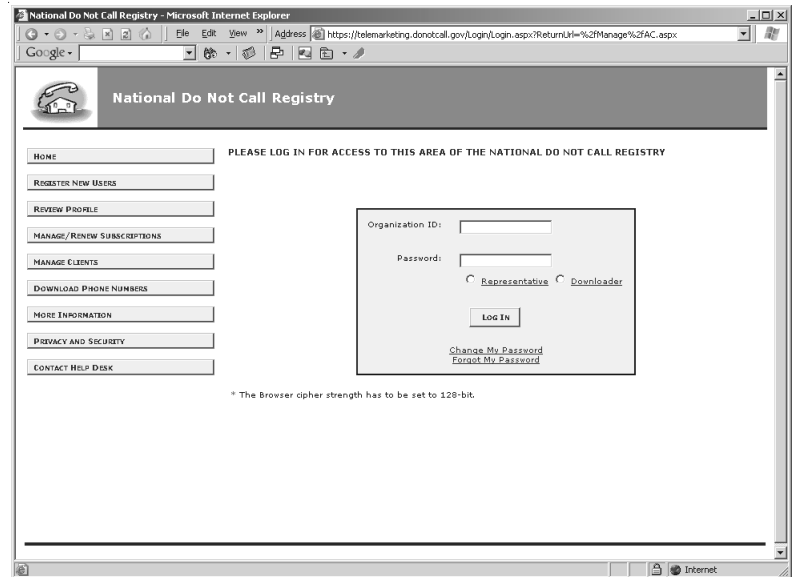 National Do Not Call Registry - Microsoft Internet Explorer
File Edit View » Address https://telemarketing.donotcall.gov/Login/Login.aspx?ReturnUrl=%2fManage%2fAC.aspx
Google
National Do Not Call Registry
HOME
REGISTER NEW USERS
REVIEW PROFILE
MANAGE/RENEW SUBSCRIPTIONS
MANAGE CLIENTS
DOWNLOAD PHONE NUMBERS
MORE INFORMATION
PRIVACY AND SECURITY
CONTACT HELP DESK
PLEASE LOG IN FOR ACCESS TO THIS AREA OF THE NATIONAL DO NOT CALL REGISTRY
Organization ID:
Password:
Representative Downloader
LOG IN
Change My Password
Forgot My Password
* The Browser cipher strength has to be set to 128-bit.
Internet